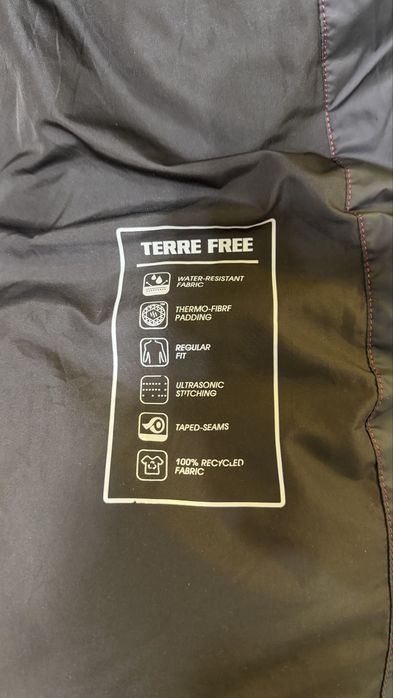 TERRE FREE
WATER-RESISTANT
FABRIC
THERMO-FIBRE
PADDING
REGULAR
FIT
ULTRASONIC
STITCHING
TAPED-SEAMS
100% RECYCLED
FABRIC